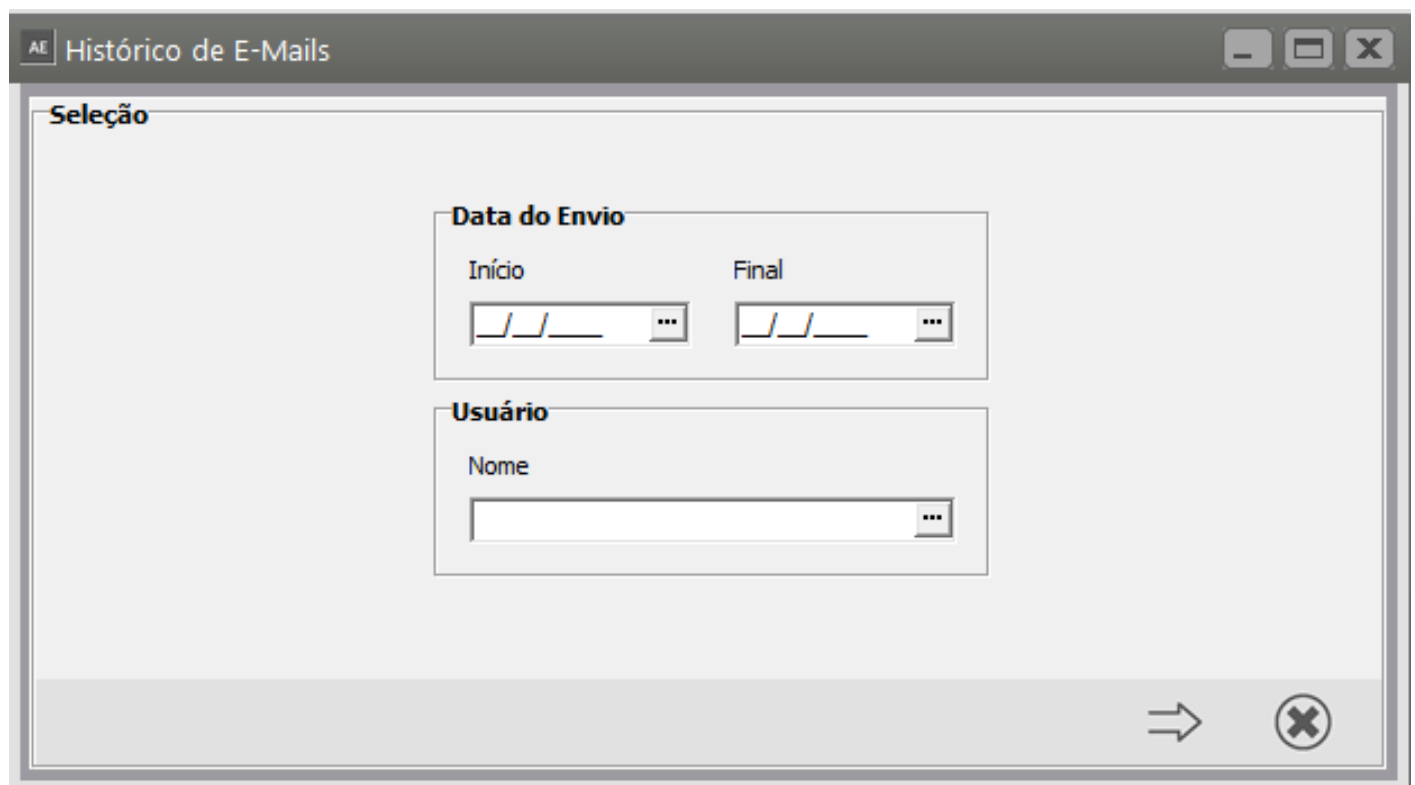 AE Histórico de E-Mails
Seleção
Data do Envio
Início Final
__/__/____ ... __/__/____ ...
Usuário
Nome
...